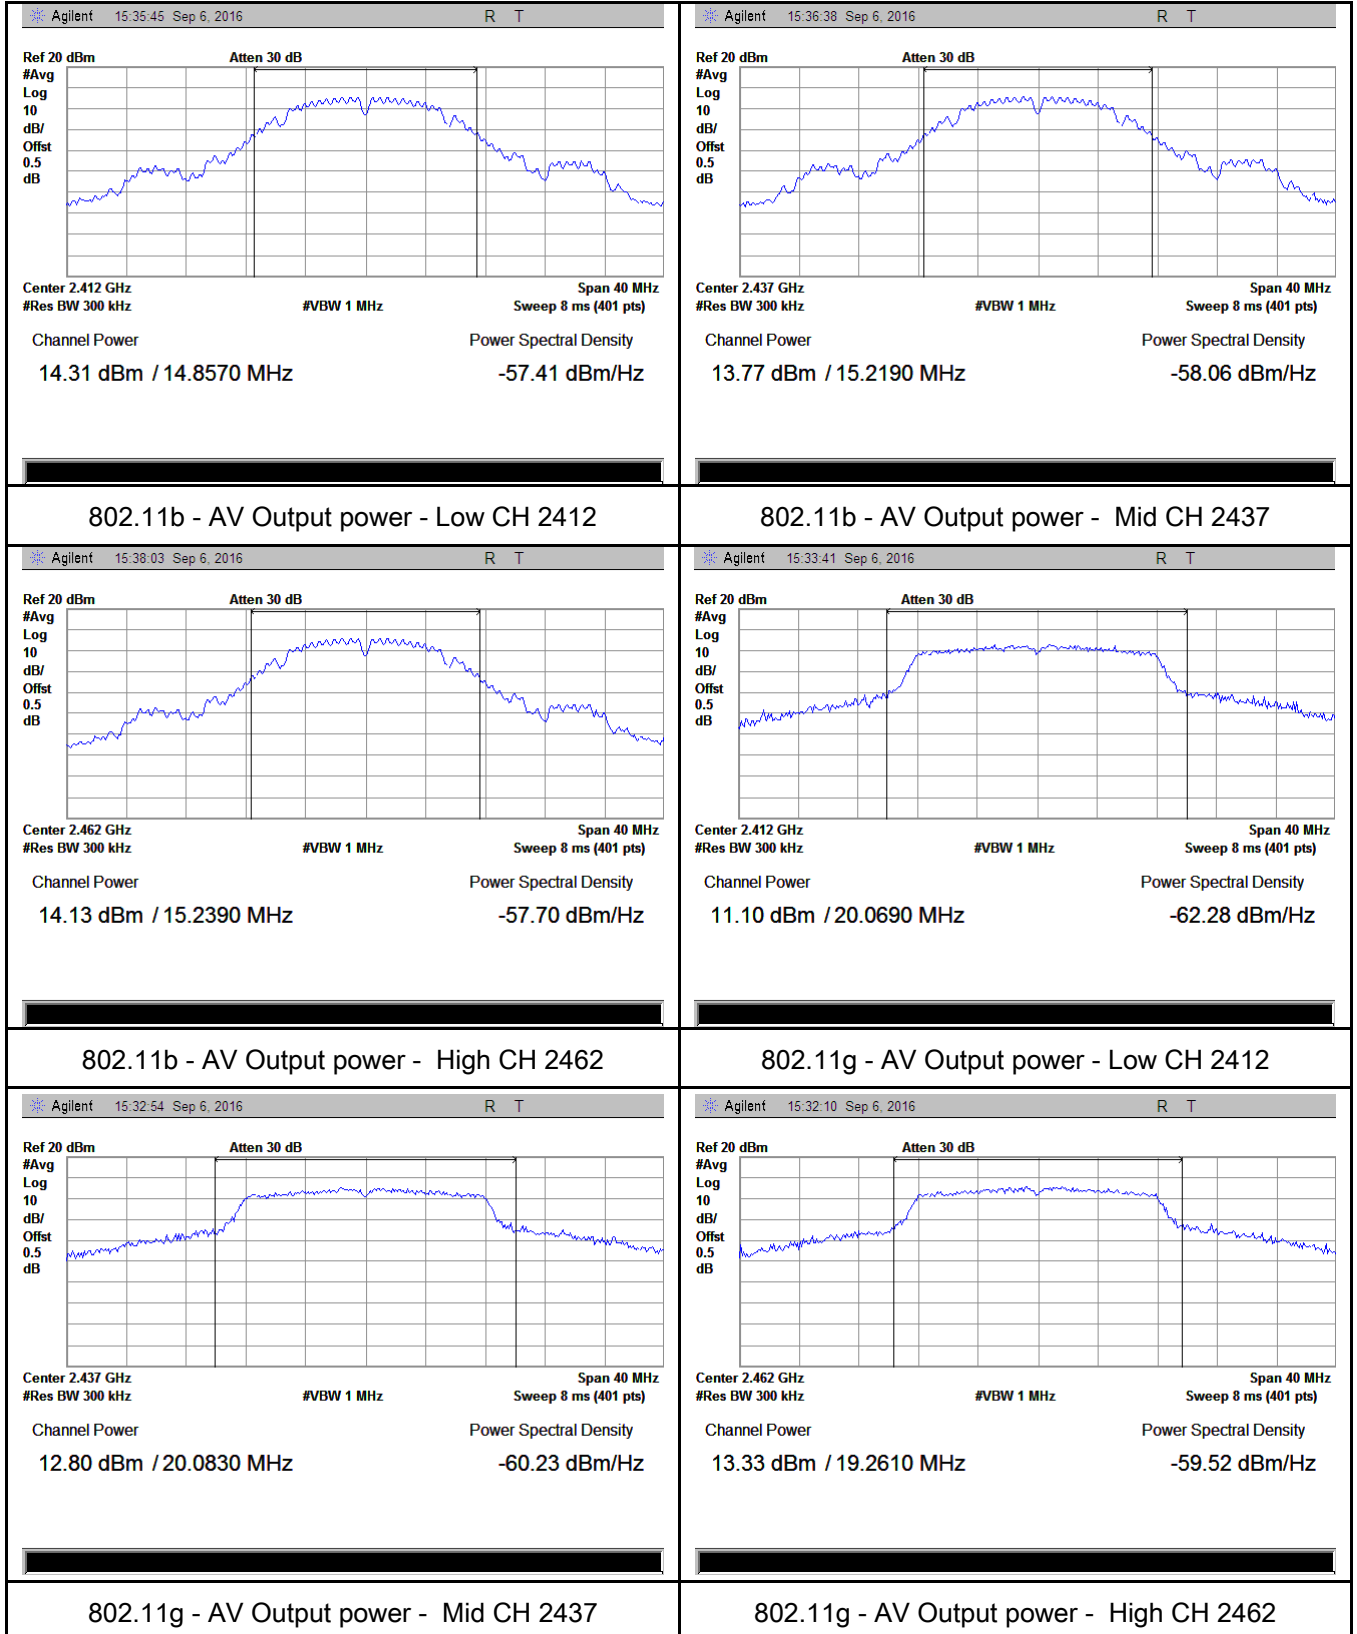 Agilent 15:35:45 Sep 6, 2016 R T
Ref 20 dBm Atten 30 dB
#Avg
Log
10
dB/
Offst
0.5
dB
Center 2.412 GHz Span 40 MHz
#Res BW 300 kHz #VBW 1 MHz Sweep 8 ms (401 pts)
Channel Power Power Spectral Density
14.31 dBm / 14.8570 MHz -57.41 dBm/Hz
802.11b - AV Output power - Low CH 2412
Agilent 15:36:38 Sep 6, 2016 R T
Ref 20 dBm Atten 30 dB
#Avg
Log
10
dB/
Offst
0.5
dB
Center 2.437 GHz Span 40 MHz
#Res BW 300 kHz #VBW 1 MHz Sweep 8 ms (401 pts)
Channel Power Power Spectral Density
13.77 dBm / 15.2190 MHz -58.06 dBm/Hz
802.11b - AV Output power - Mid CH 2437
Agilent 15:38:03 Sep 6, 2016 R T
Ref 20 dBm Atten 30 dB
#Avg
Log
10
dB/
Offst
0.5
dB
Center 2.462 GHz Span 40 MHz
#Res BW 300 kHz #VBW 1 MHz Sweep 8 ms (401 pts)
Channel Power Power Spectral Density
14.13 dBm / 15.2390 MHz -57.70 dBm/Hz
802.11b - AV Output power - High CH 2462
Agilent 15:33:41 Sep 6, 2016 R T
Ref 20 dBm Atten 30 dB
#Avg
Log
10
dB/
Offst
0.5
dB
Center 2.412 GHz Span 40 MHz
#Res BW 300 kHz #VBW 1 MHz Sweep 8 ms (401 pts)
Channel Power Power Spectral Density
11.10 dBm / 20.0690 MHz -62.28 dBm/Hz
802.11g - AV Output power - Low CH 2412
Agilent 15:32:54 Sep 6, 2016 R T
Ref 20 dBm Atten 30 dB
#Avg
Log
10
dB/
Offst
0.5
dB
Center 2.437 GHz Span 40 MHz
#Res BW 300 kHz #VBW 1 MHz Sweep 8 ms (401 pts)
Channel Power Power Spectral Density
12.80 dBm / 20.0830 MHz -60.23 dBm/Hz
802.11g - AV Output power - Mid CH 2437
Agilent 15:32:10 Sep 6, 2016 R T
Ref 20 dBm Atten 30 dB
#Avg
Log
10
dB/
Offst
0.5
dB
Center 2.462 GHz Span 40 MHz
#Res BW 300 kHz #VBW 1 MHz Sweep 8 ms (401 pts)
Channel Power Power Spectral Density
13.33 dBm / 19.2610 MHz -59.52 dBm/Hz
802.11g - AV Output power - High CH 2462